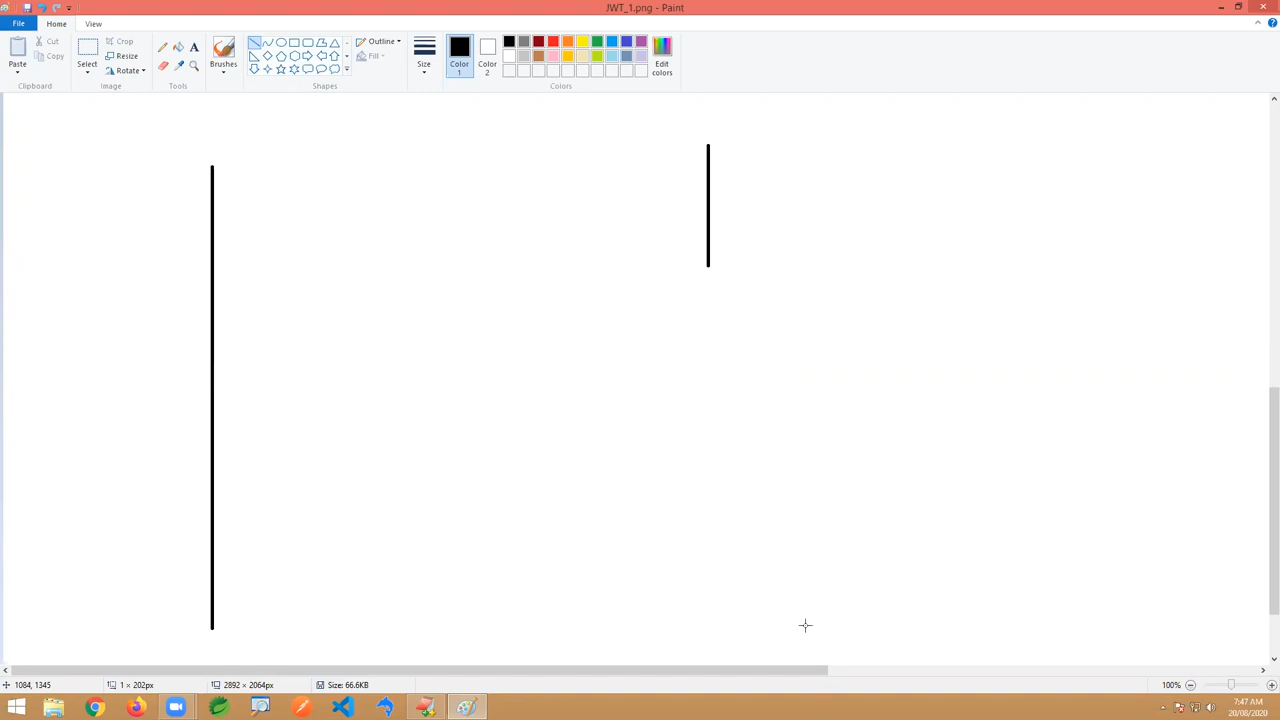 JWT_1.png - Paint
File
Home
View
Paste
Cut
Copy
Clipboard
Select
Crop
Resize
Rotate
Image
Tools
Brushes
Shapes
Outline
Fill
Size
Color
1
Color
2
Edit
colors
Colors
1084, 1345
1 × 202px
2892 × 2064px
Size: 66.6KB
100%
7:47 AM
20/08/2020